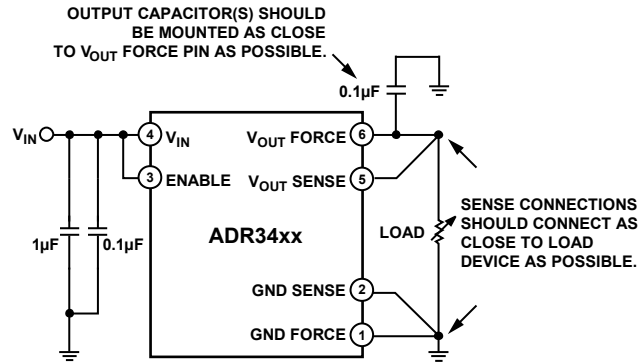 OUTPUT CAPACITOR(S) SHOULD
BE MOUNTED AS CLOSE
TO VOUT FORCE PIN AS POSSIBLE.
0.1µF
VIN
4
VIN
VOUT FORCE
6
3
ENABLE
VOUT SENSE
5
1µF
0.1µF
ADR34xx
LOAD
SENSE CONNECTIONS
SHOULD CONNECT AS
CLOSE TO LOAD
DEVICE AS POSSIBLE.
GND SENSE
2
GND FORCE
1